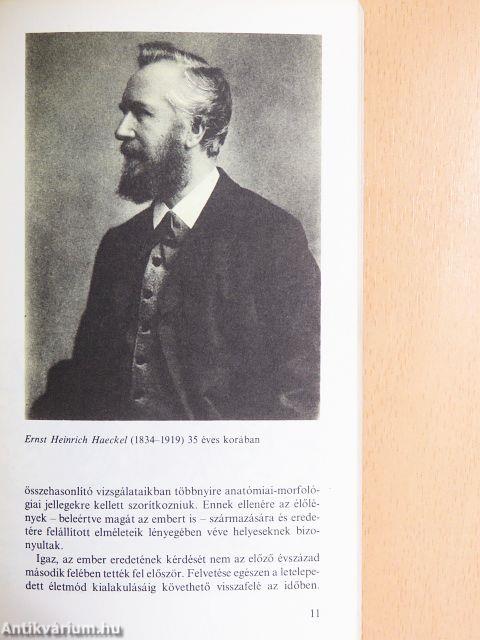 Ernst Heinrich Haeckel (1834–1919) 35 éves korában
összehasonlító vizsgálataikban többnyire anatómiai-morfoló-
giai jellegekre kellett szorítkozniuk. Ennek ellenére az élőlé-
nyek – beleértve magát az embert is – származására és erede-
tére felállított elméleteik lényegében véve helyeseknek bizo-
nyultak.
Igaz, az ember eredetének kérdését nem az előző évszázad
második felében tették fel először. Felvetése egészen a letelepe-
dett életmód kialakulásáig követhető visszafelé az időben.
11
Antikvárium.hu